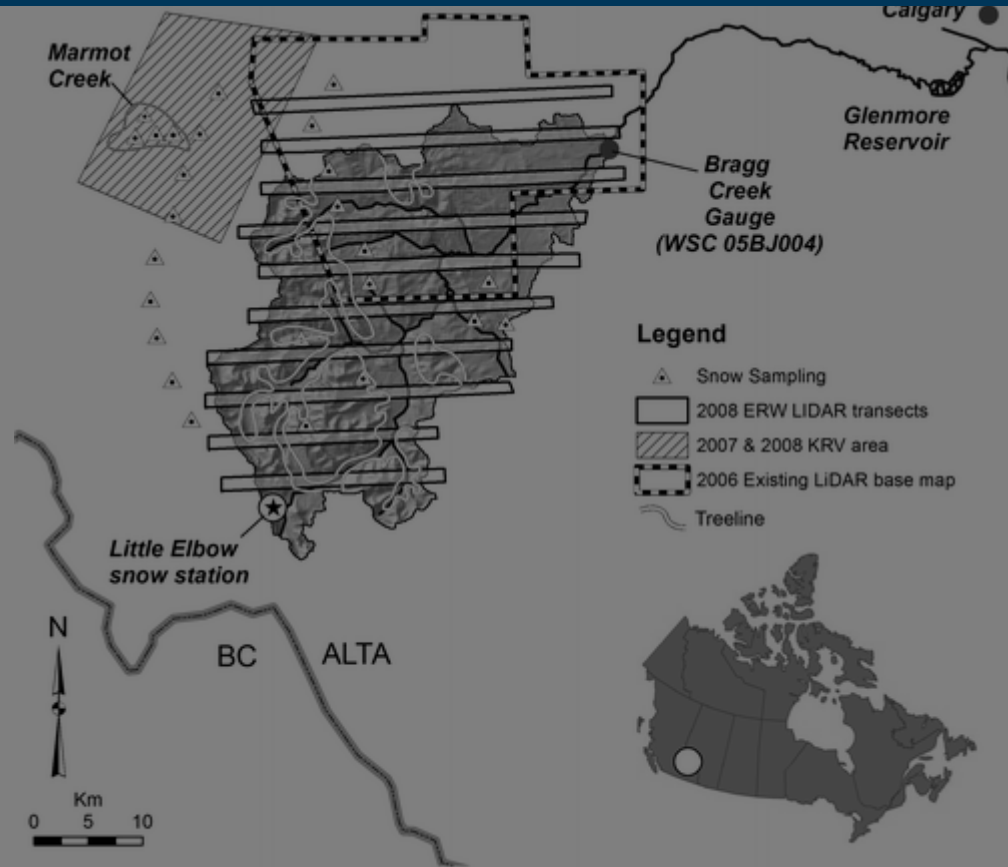 Calgary
Marmot
Creek
Glenmore
Reservoir
Bragg
Creek
Gauge
(WSC 05BJ004)
Legend
Snow Sampling
2008 ERW LIDAR transects
2007 & 2008 KRV area
2006 Existing LiDAR base map
Treeline
Little Elbow
snow station
N
BC
ALTA
Km
0 5 10